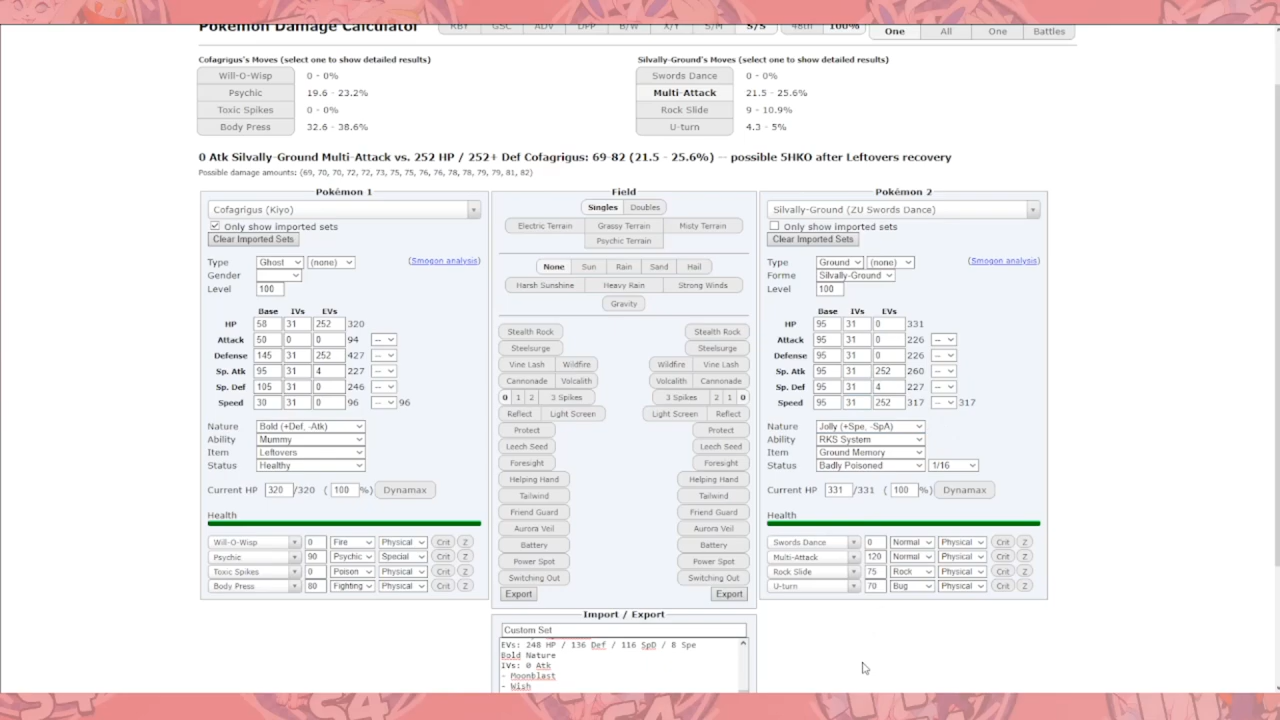 Pokémon Damage Calculator RBY GSC ADV DPP B/W X/Y S/M S/S 48th 100% One All One Battles
Cofagrigus's Moves (select one to show detailed results) Silvally-Ground's Moves (select one to show detailed results)
Will-O-Wisp 0 - 0% Swords Dance 0 - 0%
Psychic 19.6 - 23.2% Multi-Attack 21.5 - 25.6%
Toxic Spikes 0 - 0% Rock Slide 9 - 10.9%
Body Press 32.6 - 38.6% U-turn 4.3 - 5%
0 Atk Silvally-Ground Multi-Attack vs. 252 HP / 252+ Def Cofagrigus: 69-82 (21.5 - 25.6%) -- possible 5HKO after Leftovers recovery
Possible damage amounts: (69, 70, 70, 72, 72, 73, 75, 75, 76, 76, 78, 78, 79, 79, 81, 82)
Pokémon 1
Cofagrigus (Kiyo)
Only show imported sets
Clear Imported Sets
Type Ghost (none) (Smogon analysis)
Gender
Level 100
Base IVs EVs
HP 58 31 252 320
Attack 50 0 0 94 --
Defense 145 31 252 427 --
Sp. Atk 95 31 4 227 --
Sp. Def 105 31 0 246 --
Speed 30 31 0 96 -- 96
Nature Bold (+Def, -Atk)
Ability Mummy
Item Leftovers
Status Healthy
Current HP 320 /320 ( 100 %) Dynamax
Health
Will-O-Wisp 0 Fire Physical Crit Z
Psychic 90 Psychic Special Crit Z
Toxic Spikes 0 Poison Physical Crit Z
Body Press 80 Fighting Physical Crit Z
Field
Singles Doubles
Electric Terrain Grassy Terrain Misty Terrain
Psychic Terrain
None Sun Rain Sand Hail
Harsh Sunshine Heavy Rain Strong Winds
Gravity
Stealth Rock Stealth Rock
Steelsurge Steelsurge
Vine Lash Wildfire Wildfire Vine Lash
Cannonade Volcalith Volcalith Cannonade
0 1 2 3 Spikes 3 Spikes 2 1 0
Reflect Light Screen Light Screen Reflect
Protect Protect
Leech Seed Leech Seed
Foresight Foresight
Helping Hand Helping Hand
Tailwind Tailwind
Friend Guard Friend Guard
Aurora Veil Aurora Veil
Battery Battery
Power Spot Power Spot
Switching Out Switching Out
Export Export
Pokémon 2
Silvally-Ground (ZU Swords Dance)
Only show imported sets
Clear Imported Sets
Type Ground (none) (Smogon analysis)
Forme Silvally-Ground
Level 100
Base IVs EVs
HP 95 31 0 331
Attack 95 31 0 226 --
Defense 95 31 0 226 --
Sp. Atk 95 31 252 260 --
Sp. Def 95 31 4 227 --
Speed 95 31 252 317 -- 317
Nature Jolly (+Spe, -SpA)
Ability RKS System
Item Ground Memory
Status Badly Poisoned 1/16
Current HP 331 /331 ( 100 %) Dynamax
Health
Swords Dance 0 Normal Physical Crit Z
Multi-Attack 120 Normal Physical Crit Z
Rock Slide 75 Rock Physical Crit Z
U-turn 70 Bug Physical Crit Z
Import / Export
Custom Set
EVs: 248 HP / 136 Def / 116 SpD / 8 Spe
Bold Nature
IVs: 0 Atk
- Moonblast
- Wish